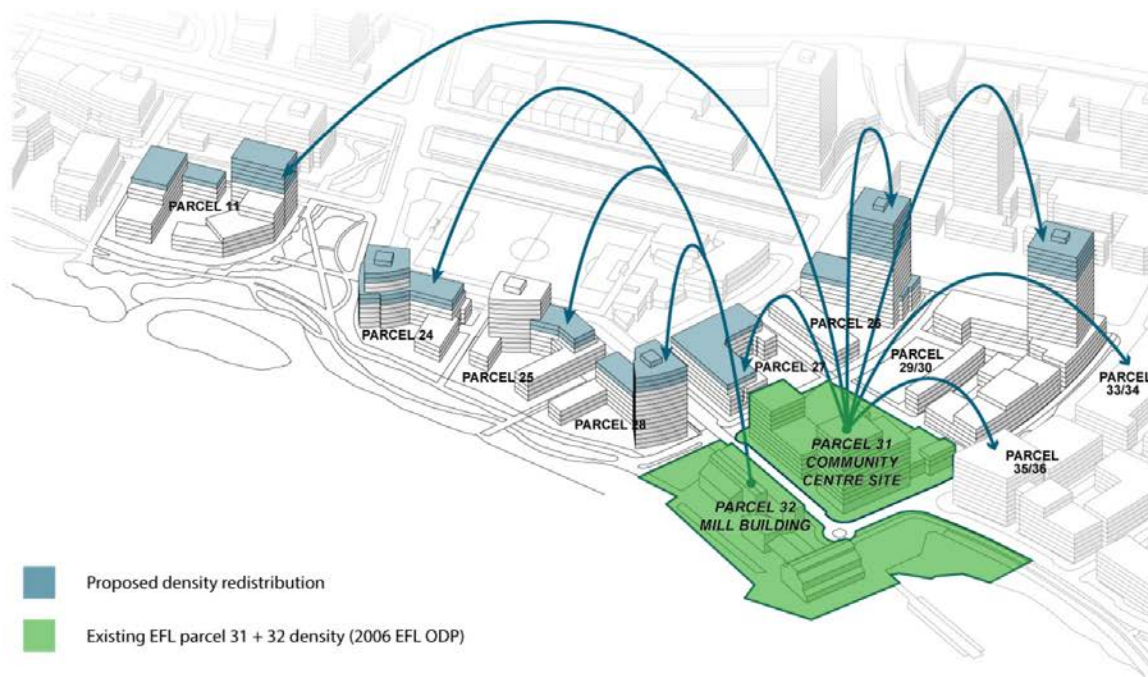 PARCEL 11
PARCEL 24
PARCEL 25
PARCEL 28
PARCEL 26
PARCEL 27
PARCEL
29/30
PARCEL
33/34
PARCEL
35/36
PARCEL 31
COMMUNITY
CENTRE SITE
PARCEL 32
MILL BUILDING
Proposed density redistribution
Existing EFL parcel 31 + 32 density (2006 EFL ODP)